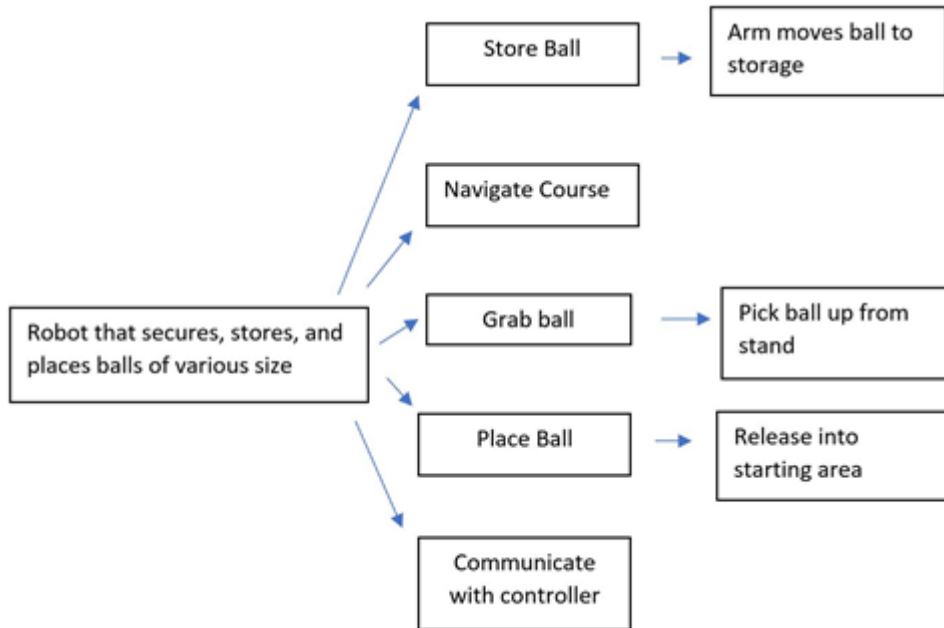 Store Ball
Arm moves ball to
storage
Navigate Course
Robot that secures, stores, and
places balls of various size
Grab ball
Pick ball up from
stand
Place Ball
Release into
starting area
Communicate
with controller